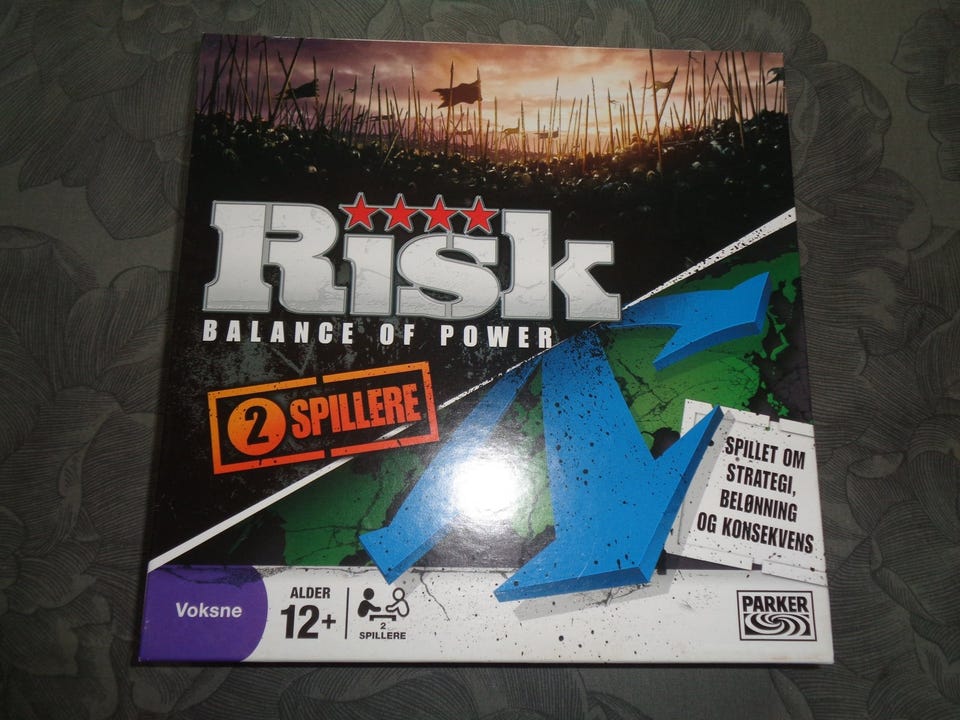 Risk
BALANCE OF POWER
2 SPILLERE
SPILLET OM
STRATEGI,
BELØNNING
OG KONSEKVENS
Voksne
ALDER
12+
2
SPILLERE
PARKER